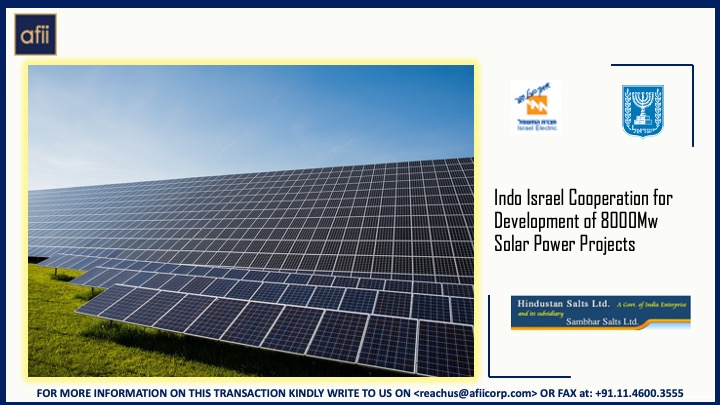 afii
חברת החשמל
Israel Electric
Indo Israel Cooperation for
Development of 8000Mw
Solar Power Projects
Hindustan Salts Ltd. A Govt. of India Enterprise
and its subsidiary
Sambhar Salts Ltd.
FOR MORE INFORMATION ON THIS TRANSACTION KINDLY WRITE TO US ON <reachus@afiicorp.com> OR FAX at: +91.11.4600.3555